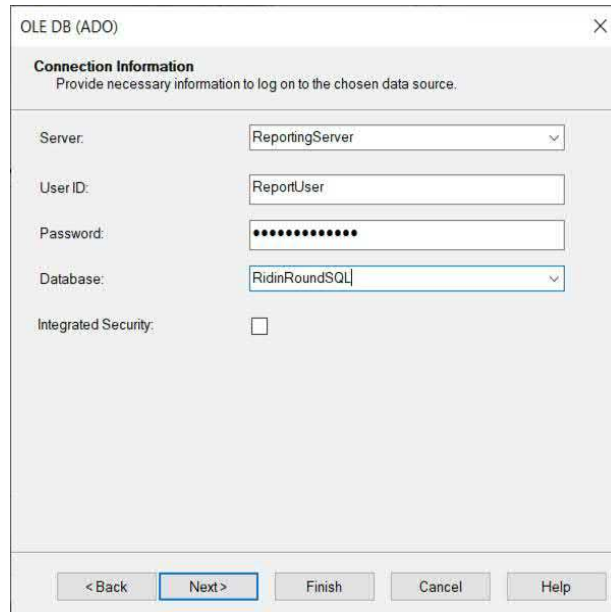 OLE DB (ADO)
Connection Information
Provide necessary information to log on to the chosen data source.
Server: ReportingServer
User ID: ReportUser
Password: •••••••••••••
Database: RidinRoundSQL
Integrated Security:
< Back Next > Finish Cancel Help